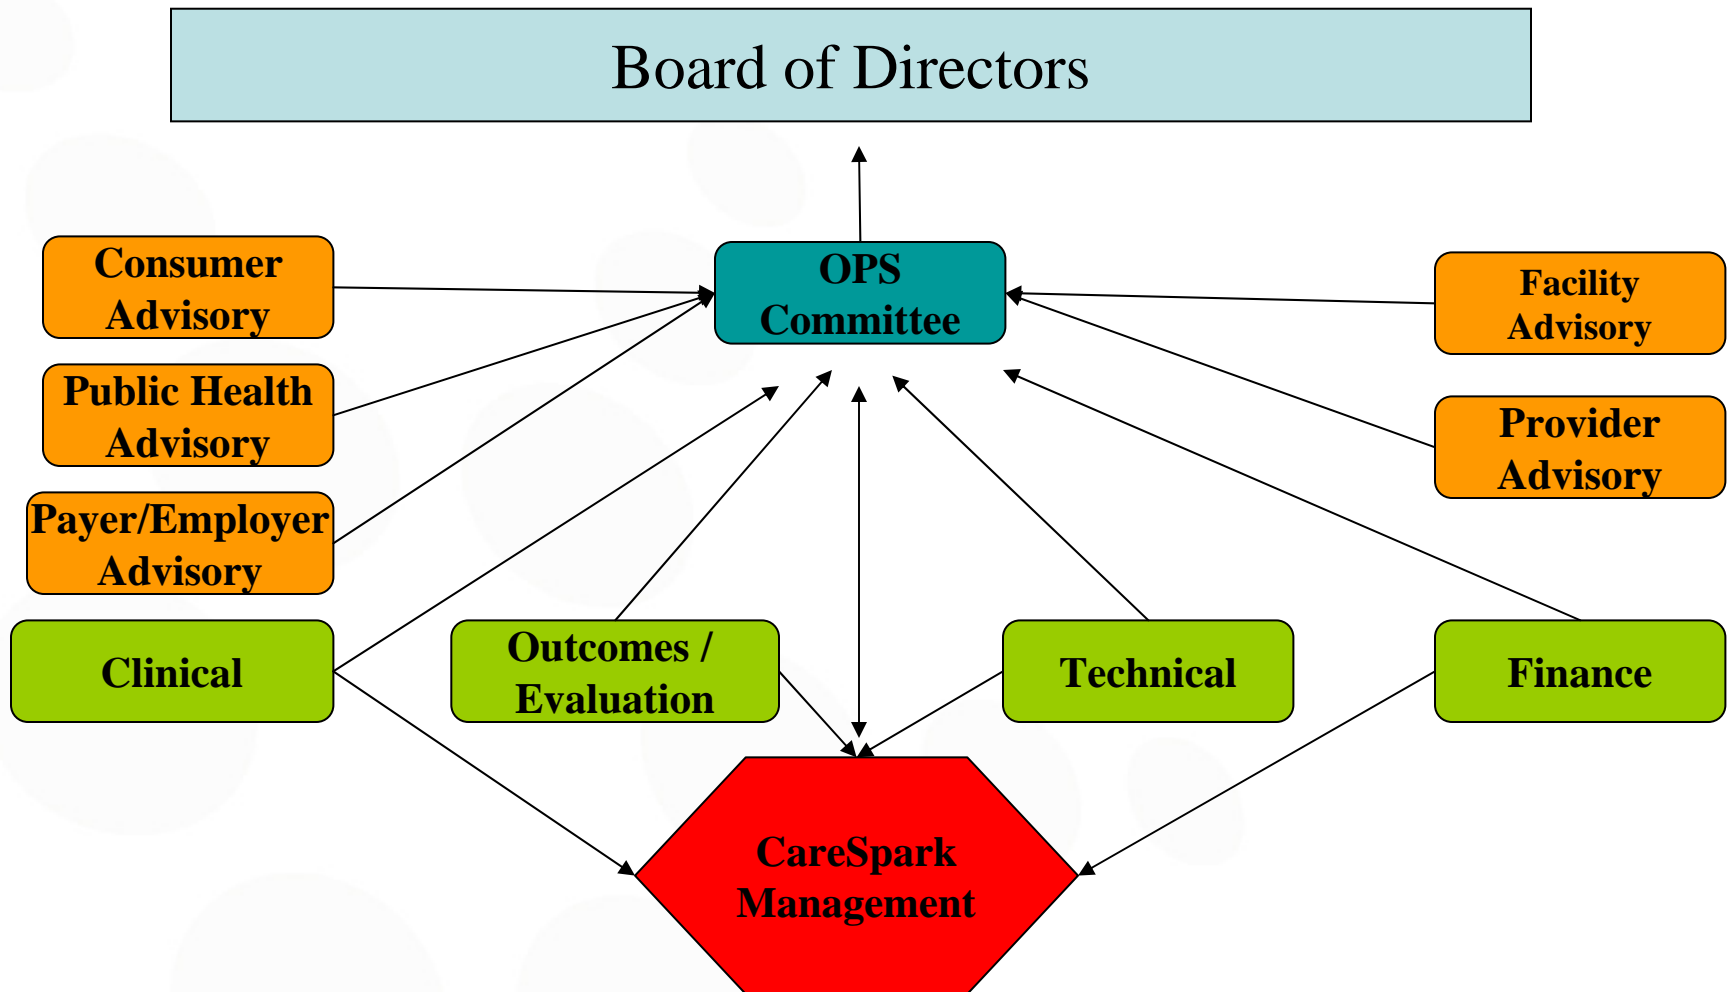 Board of Directors
Consumer
Advisory
OPS
Committee
Facility
Advisory
Public Health
Advisory
Provider
Advisory
Payer/Employer
Advisory
Clinical
Outcomes /
Evaluation
Technical
Finance
CareSpark
Management